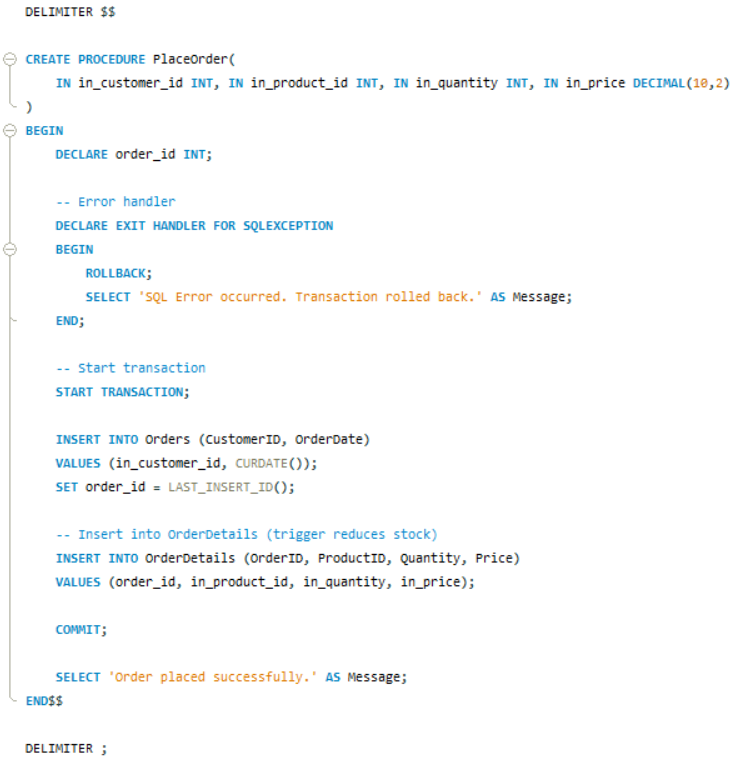 DELIMITER $$
CREATE PROCEDURE PlaceOrder(
IN in_customer_id INT, IN in_product_id INT, IN in_quantity INT, IN in_price DECIMAL(10,2)
)
BEGIN
DECLARE order_id INT;
-- Error handler
DECLARE EXIT HANDLER FOR SQLEXCEPTION
BEGIN
ROLLBACK;
SELECT 'SQL Error occurred. Transaction rolled back.' AS Message;
END;
-- Start transaction
START TRANSACTION;
INSERT INTO Orders (CustomerID, OrderDate)
VALUES (in_customer_id, CURDATE());
SET order_id = LAST_INSERT_ID();
-- Insert into OrderDetails (trigger reduces stock)
INSERT INTO OrderDetails (OrderID, ProductID, Quantity, Price)
VALUES (order_id, in_product_id, in_quantity, in_price);
COMMIT;
SELECT 'Order placed successfully.' AS Message;
END$$
DELIMITER ;